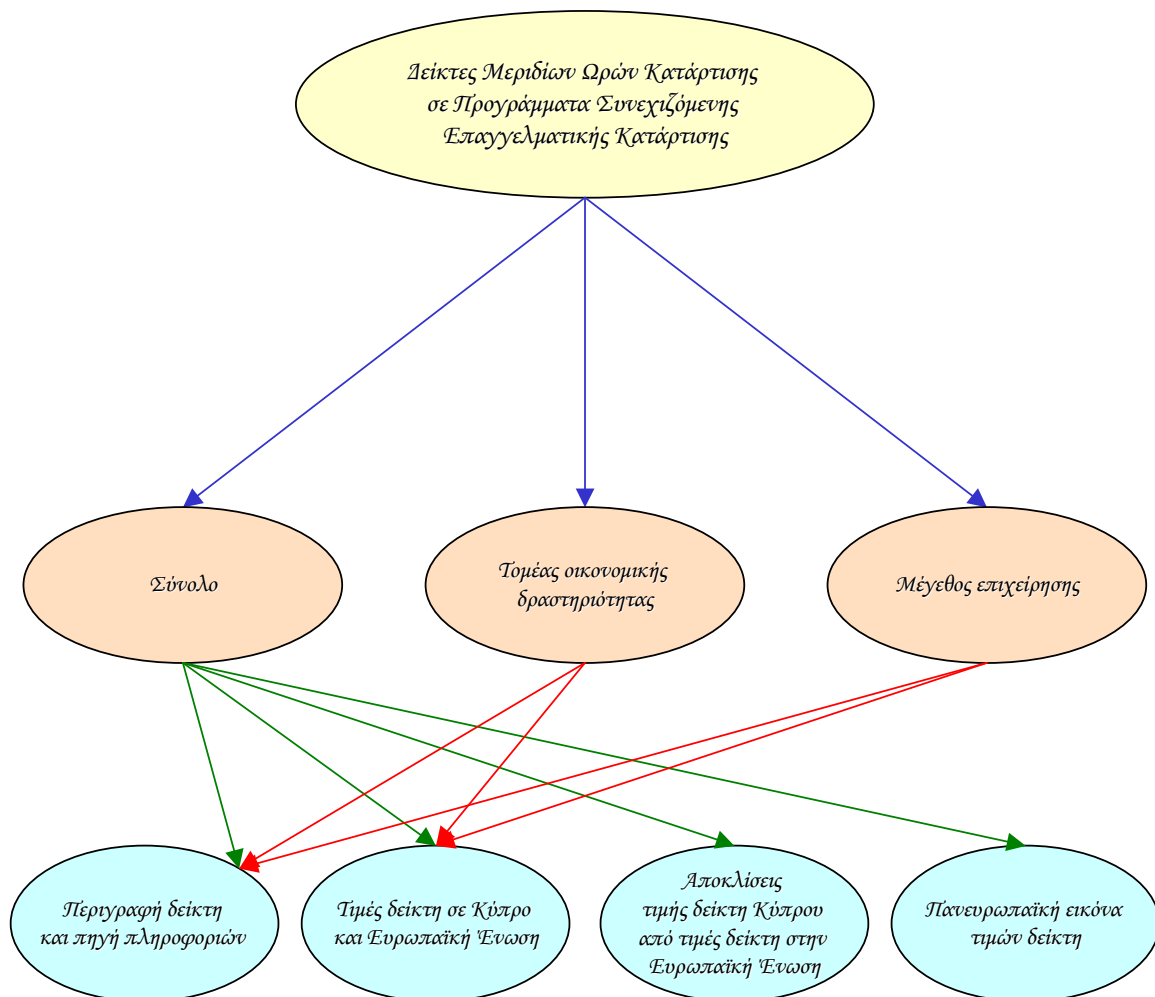 Δείκτες Μεριδίων Ωρών Κατάρτισης
σε Προγράμματα Συνεχιζόμενης
Επαγγελματικής Κατάρτισης
Σύνολο
Τομέας οικονομικής
δραστηριότητας
Μέγεθος επιχείρησης
Περιγραφή δείκτη
και πηγή πληροφοριών
Τιμές δείκτη σε Κύπρο
και Ευρωπαϊκή Ένωση
Αποκλίσεις
τιμής δείκτη Κύπρου
από τιμές δείκτη στην
Ευρωπαϊκή Ένωση
Πανευρωπαϊκή εικόνα
τιμών δείκτη